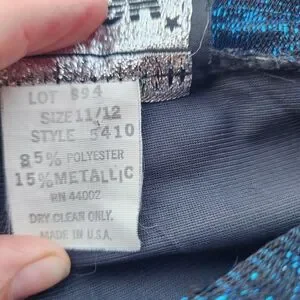 LOT 894
SIZE 11/12
STYLE 5410
85% POLYESTER
15% METALLIC
RN 44002
DRY CLEAN ONLY.
MADE IN U.S.A.